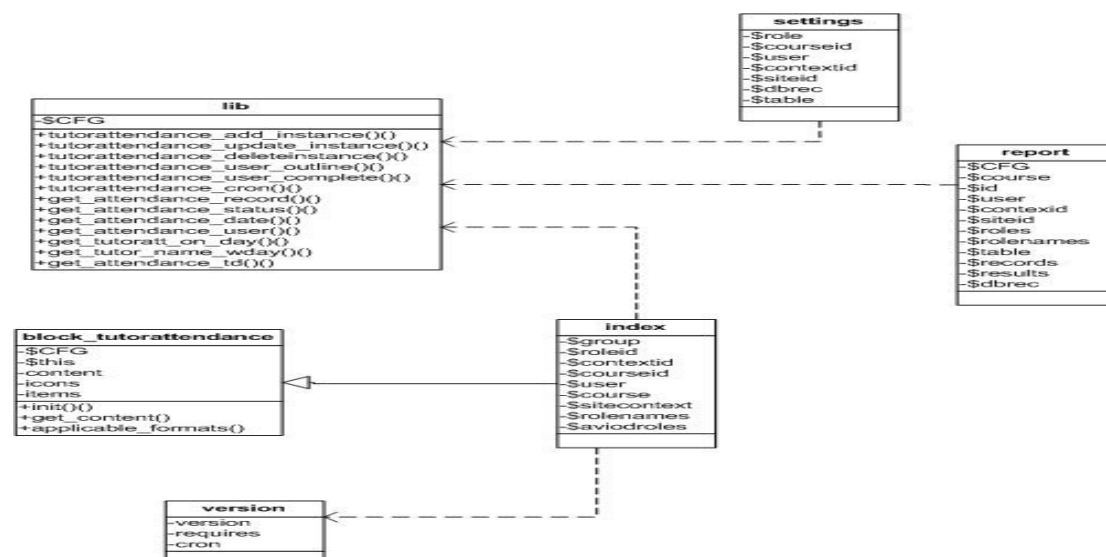 settings
-$role
-$courseid
-$user
-$contextid
-$siteid
-$dbrec
-$table
lib
-$CFG
+tutorattendance_add_instance()()
+tutorattendance_update_instance()()
+tutorattendance_deleteinstance()()
+tutorattendance_user_outline()()
+tutorattendance_user_complete()()
+tutorattendance_cron()()
+get_attendance_record()()
+get_attendance_status()()
+get_attendance_date()()
+get_attendance_user()()
+get_tutoratt_on_day()()
+get_tutor_name_wday()()
+get_attendance_td()()
report
-$CFG
-$course
-$id
-$user
-$contexid
-$siteid
-$roles
-$rolenames
-$table
-$records
-$results
-$dbrec
block_tutorattendance
-$CFG
-$this
-content
-icons
-items
+init()()
+get_content()
+applicable_formats()
index
-$group
-$roleid
-$contextid
-$courseid
-$user
-$course
-$sitecontext
-$rolenames
-$aviodroles
version
-version
-requires
-cron